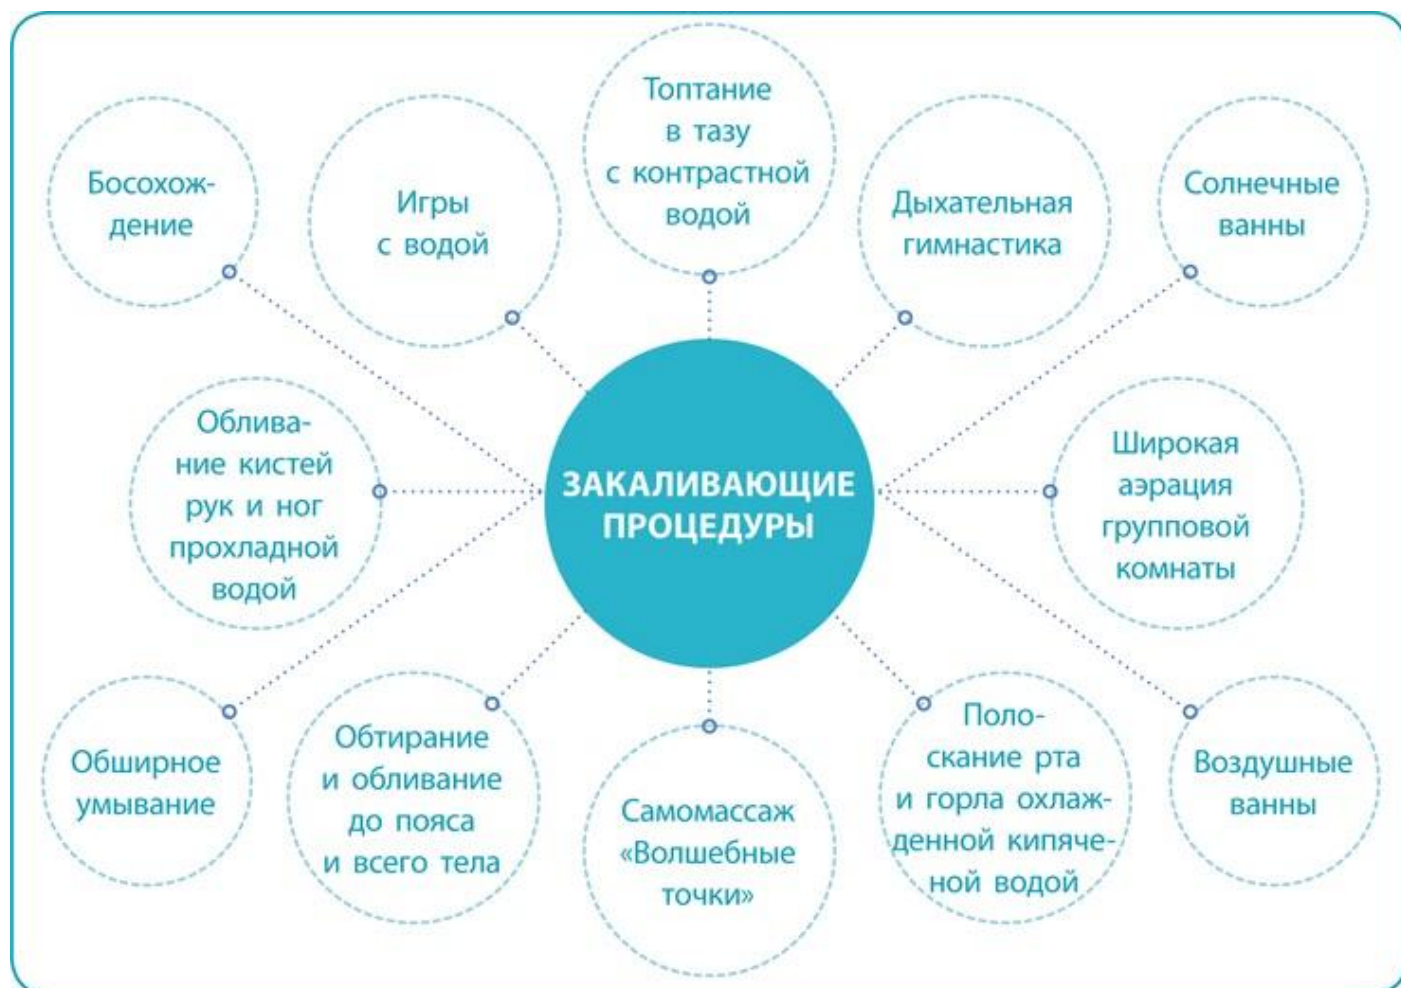 Топтание
в тазу
с контрастной
водой
Босохож-
дение
Игры
с водой
Дыхательная
гимнастика
Солнечные
ванны
Облива-
ние кистей
рук и ног
прохладной
водой
ЗАКАЛИВАЮЩИЕ
ПРОЦЕДУРЫ
Широкая
аэрация
групповой
комнаты
Обширное
умывание
Обтирание
и обливание
до пояса
и всего тела
Самомассаж
«Волшебные
точки»
Поло-
скание рта
и горла охлаж-
денной кипяче-
ной водой
Воздушные
ванны